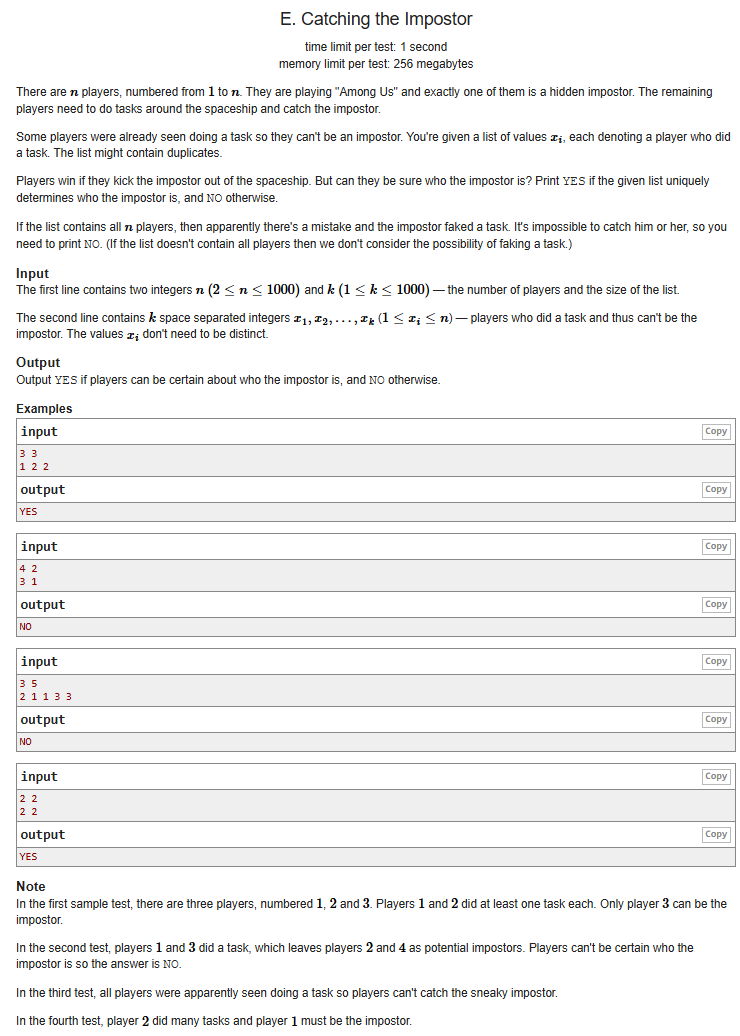 E. Catching the Impostor
time limit per test: 1 second
memory limit per test: 256 megabytes
There are n players, numbered from 1 to n. They are playing "Among Us" and exactly one of them is a hidden impostor. The remaining
players need to do tasks around the spaceship and catch the impostor.
Some players were already seen doing a task so they can't be an impostor. You're given a list of values xᵢ, each denoting a player who did
a task. The list might contain duplicates.
Players win if they kick the impostor out of the spaceship. But can they be sure who the impostor is? Print YES if the given list uniquely
determines who the impostor is, and NO otherwise.
If the list contains all n players, then apparently there's a mistake and the impostor faked a task. It's impossible to catch him or her, so you
need to print NO. (If the list doesn't contain all players then we don't consider the possibility of faking a task.)
Input
The first line contains two integers n (2 ≤ n ≤ 1000) and k (1 ≤ k ≤ 1000) — the number of players and the size of the list.
The second line contains k space separated integers x₁, x₂, . . . , xₖ (1 ≤ xᵢ ≤ n) — players who did a task and thus can't be the
impostor. The values xᵢ don't need to be distinct.
Output
Output YES if players can be certain about who the impostor is, and NO otherwise.
Examples
input
Copy
3 3
1 2 2
output
Copy
YES
input
Copy
4 2
3 1
output
Copy
NO
input
Copy
3 5
2 1 1 3 3
output
Copy
NO
input
Copy
2 2
2 2
output
Copy
YES
Note
In the first sample test, there are three players, numbered 1, 2 and 3. Players 1 and 2 did at least one task each. Only player 3 can be the
impostor.
In the second test, players 1 and 3 did a task, which leaves players 2 and 4 as potential impostors. Players can't be certain who the
impostor is so the answer is NO.
In the third test, all players were apparently seen doing a task so players can't catch the sneaky impostor.
In the fourth test, player 2 did many tasks and player 1 must be the impostor.